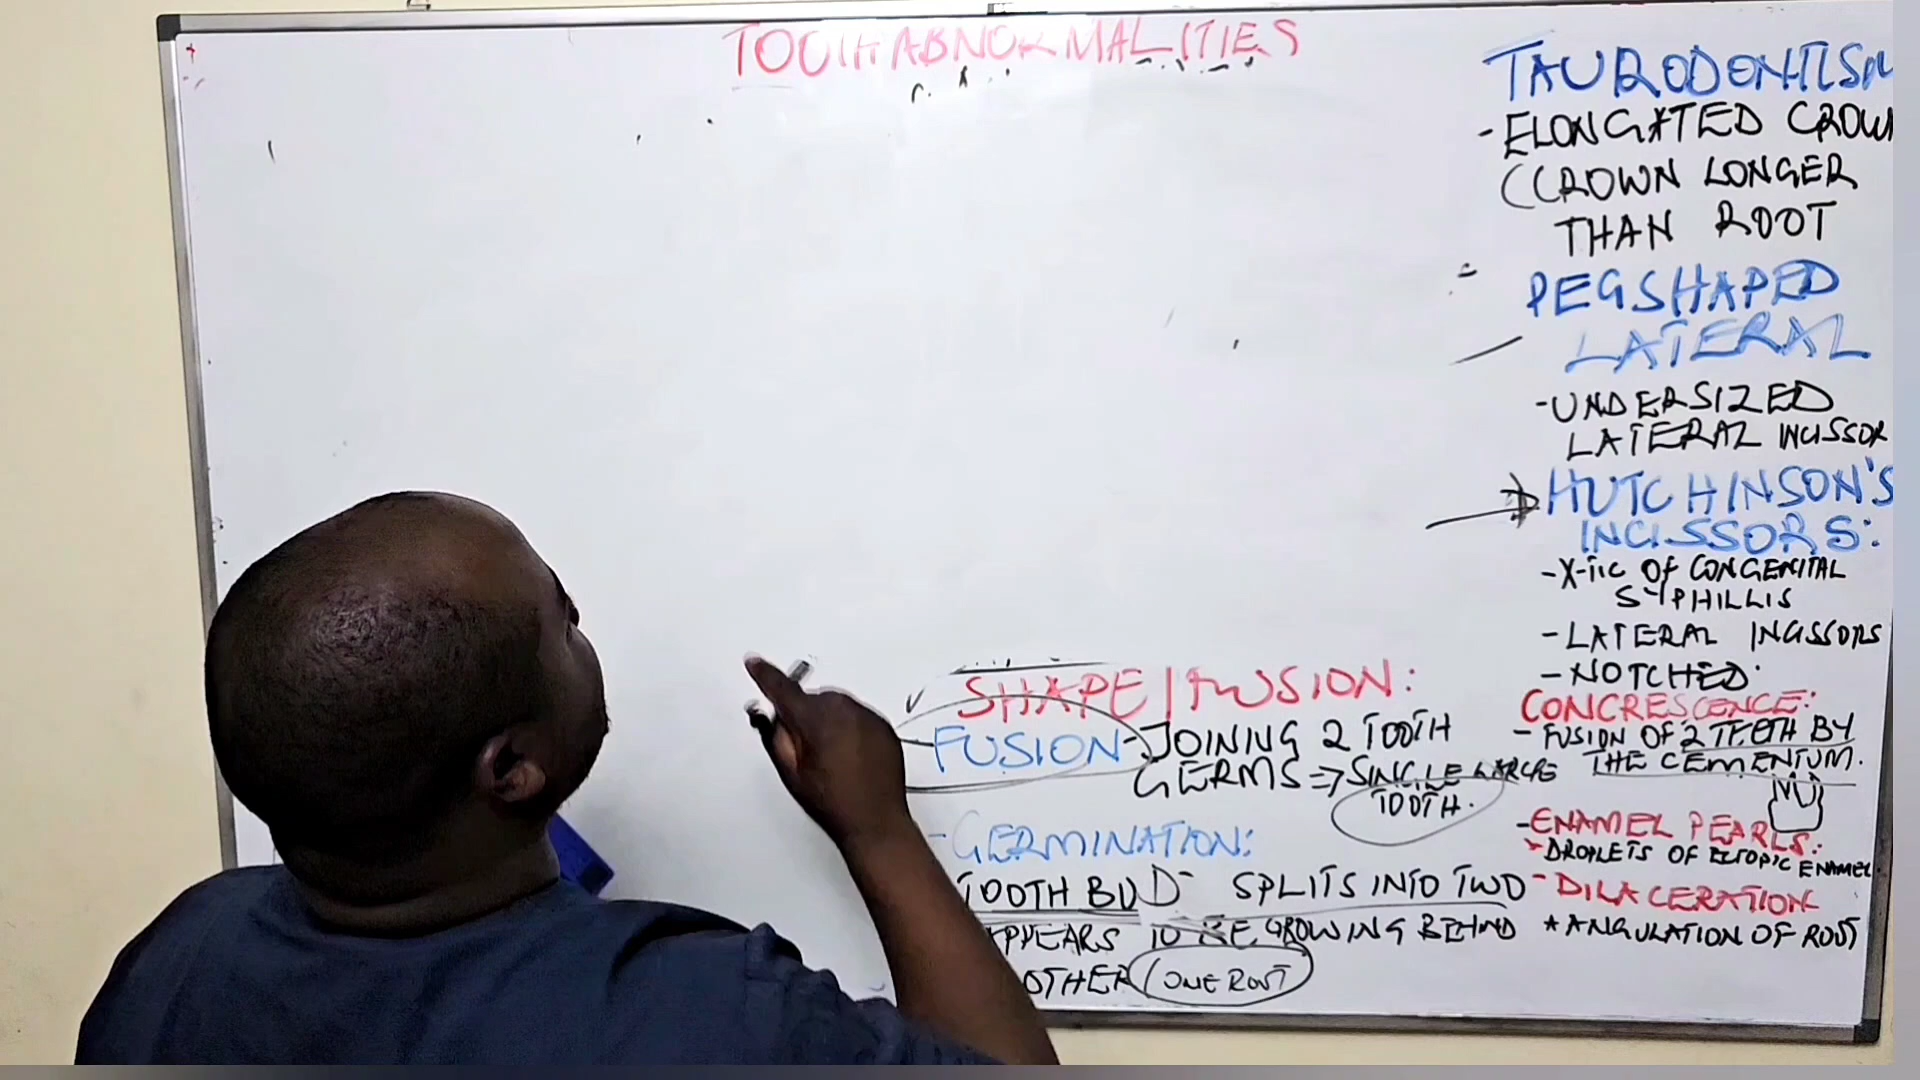 TOOTH ABNORMALITIES
SHAPE/FUSION:
-FUSION-JOINING 2 TOOTH
GERMS => SINGLE LARGE
TOOTH.
-GERMINATION:
TOOTH BUD- SPLITS INTO TWO
APPEARS TO BE GROWING BEHIND
OTHER (ONE ROOT
TAURODONTISM
-ELONGATED CROWN
(CROWN LONGER
THAN ROOT
PEGSHAPED
LATERAL
-UNDERSIZED
LATERAL INCISSOR
HUTCHINSON'S
INCISSORS:
-X-TIC OF CONGENITAL
SYPHILLIS
-LATERAL INCISSORS
-NOTCHED.
CONCRESCENCE:
- FUSION OF 2 TEETH BY
THE CEMENTUM.
-ENAMEL PEARLS:
DROPLETS OF ECTOPIC ENAMEL.
-DILACERATION
* ANGULATION OF ROOT